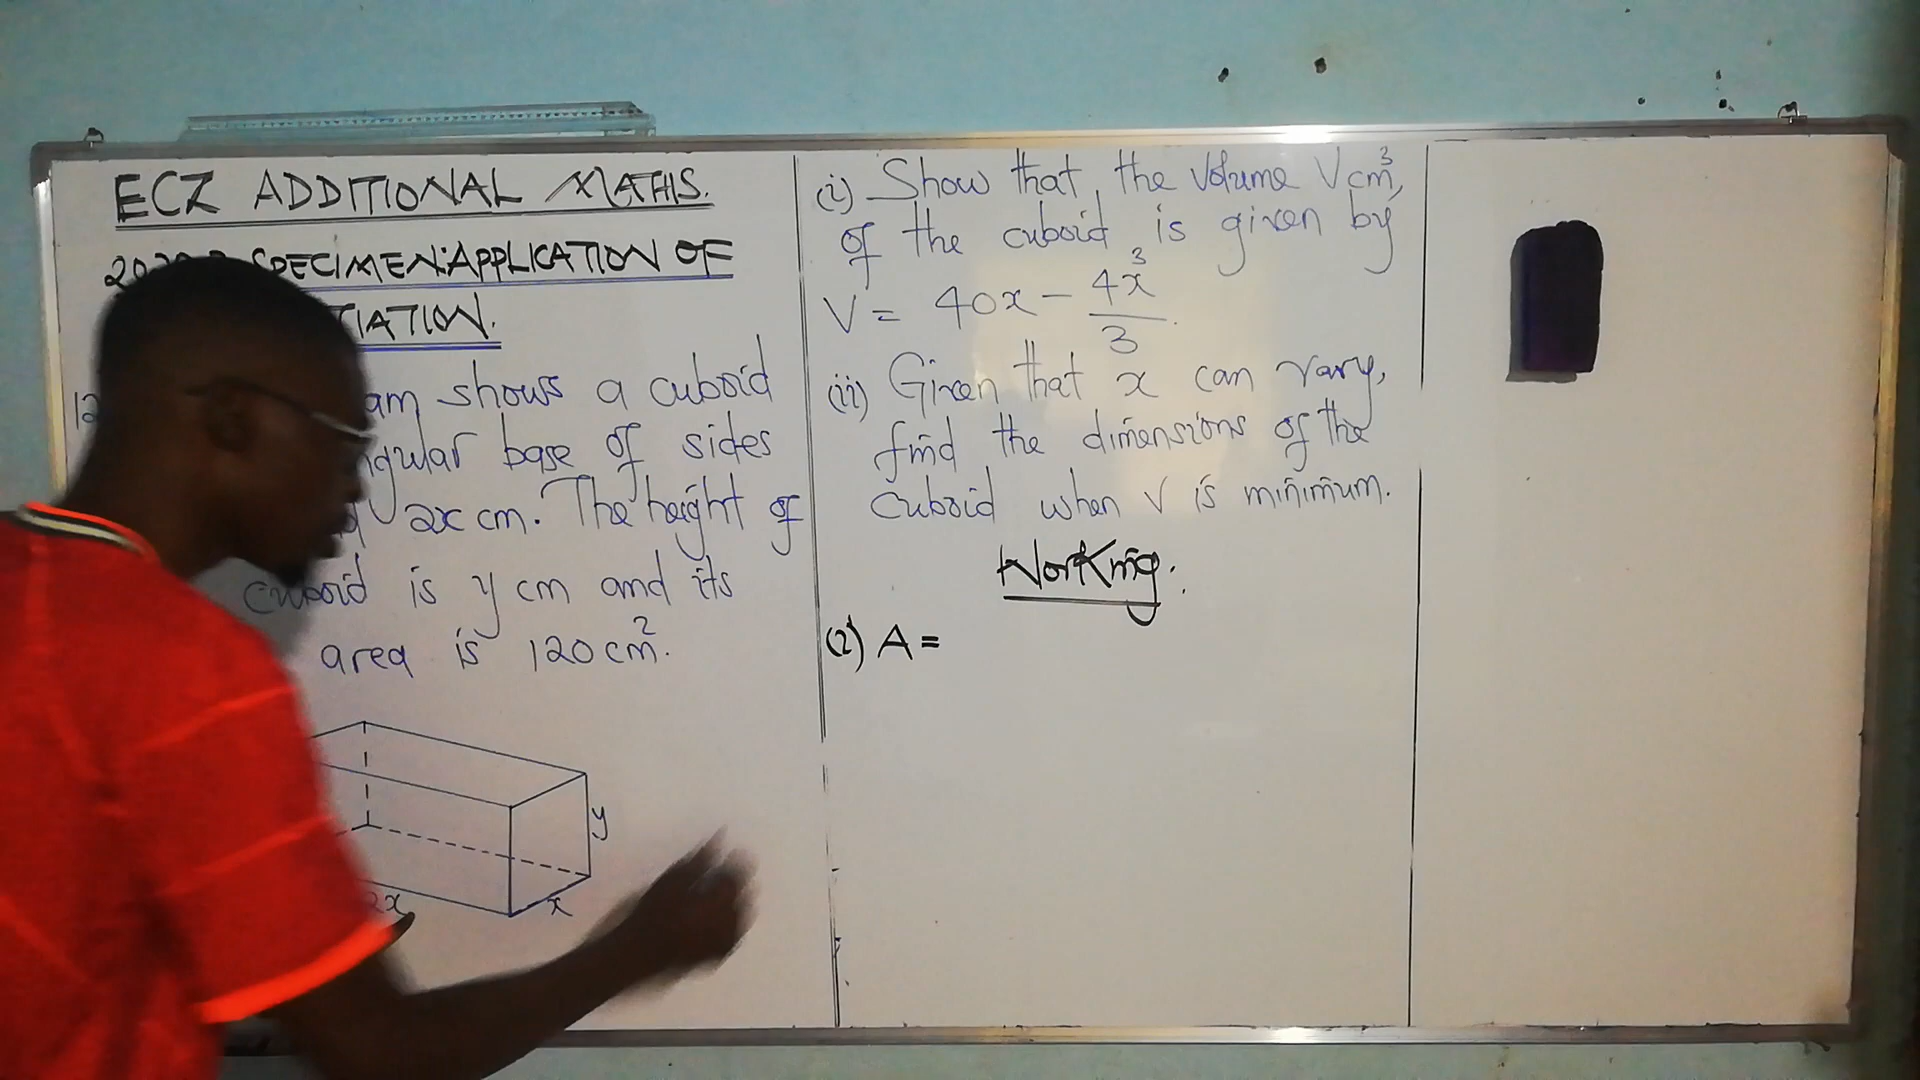 ECZ ADDITIONAL MATHS.
SPECIMEN: APPLICATION OF
TIATION.
12
am shows a cuboid
ngular base of sides
2x cm. The height of
cuboid is y cm and its
area is 120 cm².
y
2x
x
(i) Show that, the volume V cm³,
of the cuboid is given by
V = 40x - 4x³/3.
(ii) Given that x can vary,
find the dimensions of the
cuboid when V is minimum.
Working.
(i) A =